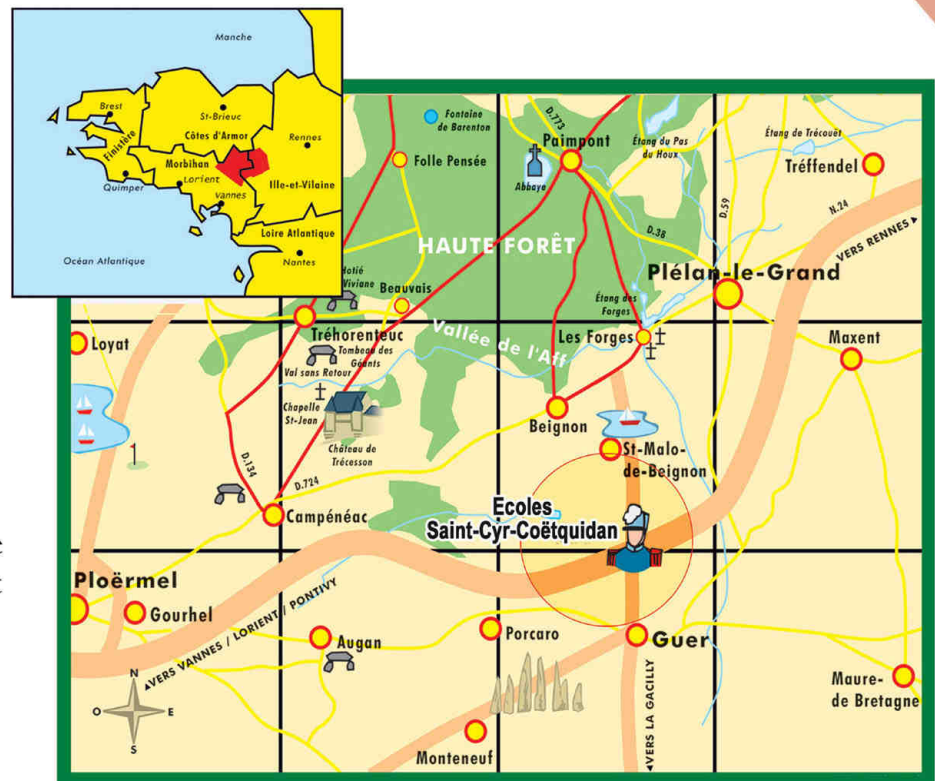 Manche
Brest
St-Brieuc
Côtes d'Armor
Rennes
Finistère
Morbihan
Quimper
Lorient
Vannes
Ille-et-Vilaine
Loire Atlantique
Océan Atlantique
Nantes
Fontaine
de Barenton
D.773
Étang du Pas
du Houx
Étang de Trécouët
Folle Pensée
Paimpont
Tréffendel
Abbaye
D.59
N.24
D.38
VERS RENNES
HAUTE FORÊT
Plélan-le-Grand
Hotié
Viviane
Beauvais
Étang des
Forges
Tréhorenteuc
Vallée de l'Aff
Les Forges
Loyat
Maxent
Tombeau des
Géants
Val sans Retour
Chapelle
St-Jean
Beignon
Château de
Trécesson
St-Malo-
de-Beignon
D.134
D.724
Campénéac
Ecoles
Saint-Cyr-Coëtquidan
Ploërmel
Gourhel
VERS VANNES / LORIENT / PONTIVY
Augan
Porcaro
Guer
Maure-
de Bretagne
N
O
E
S
Monteneuf
VERS LA GACILLY